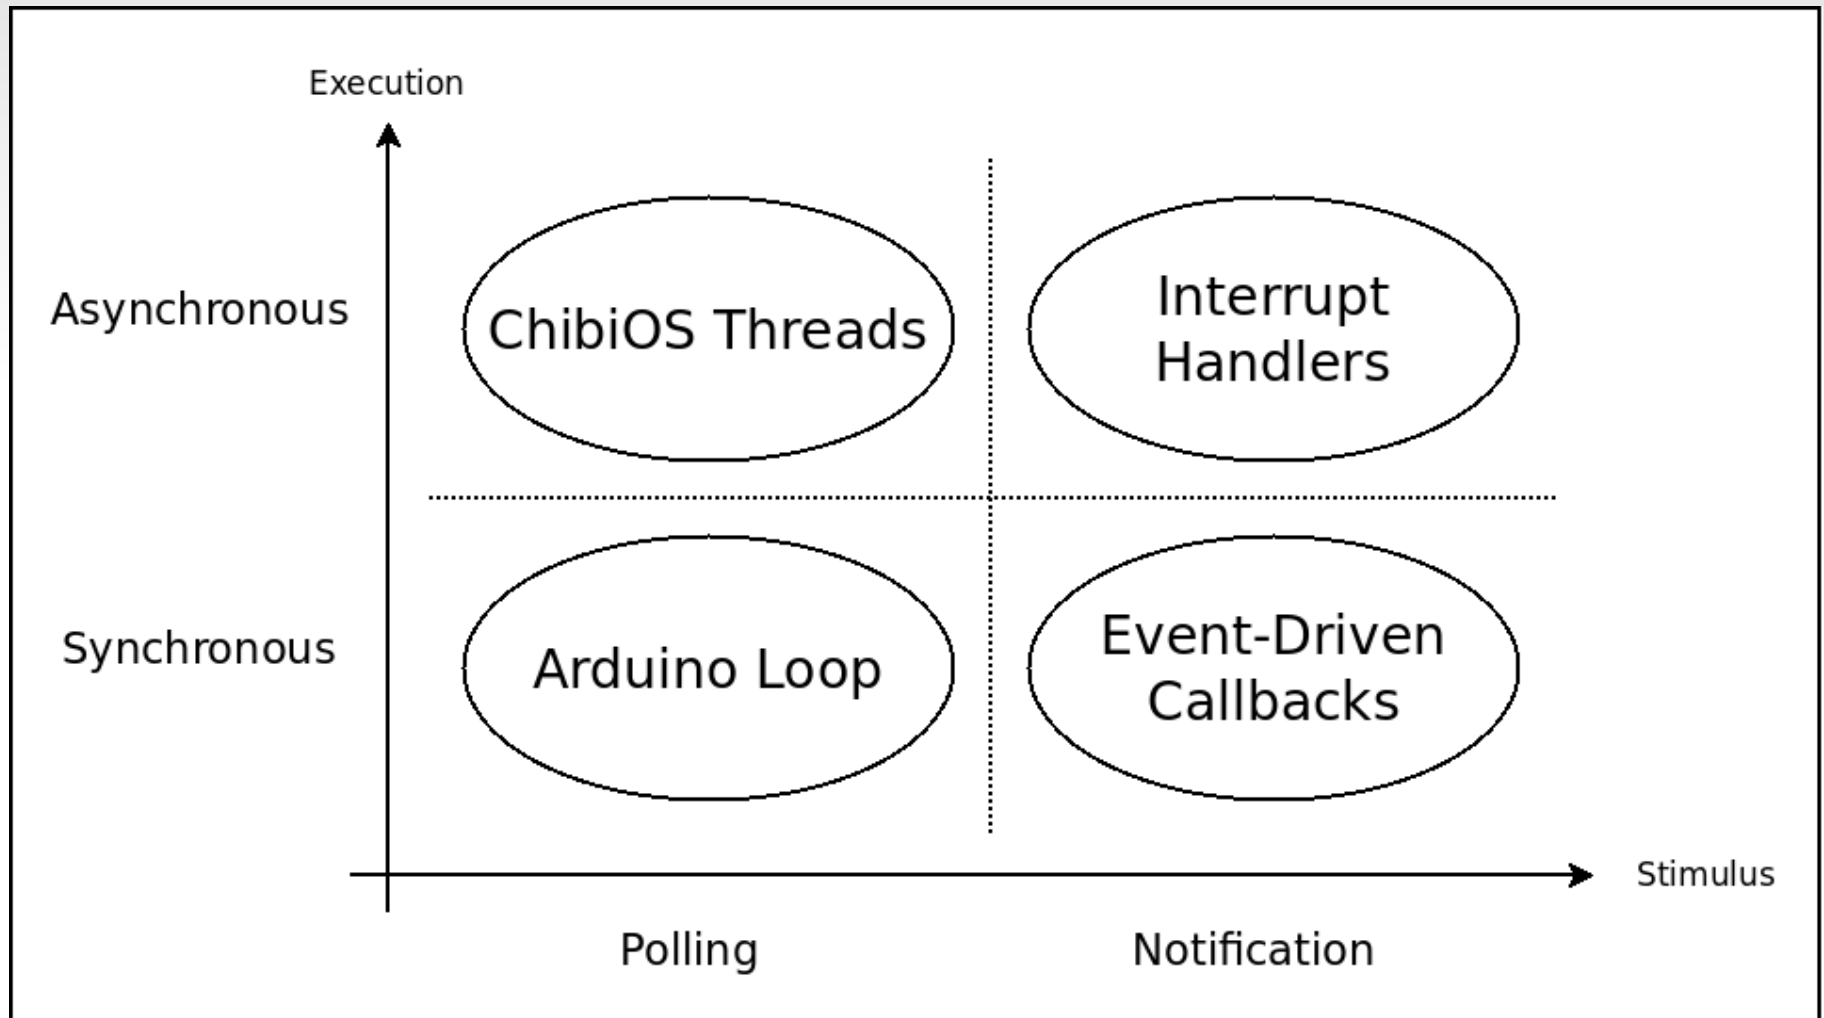 Execution
Asynchronous
ChibiOS Threads
Interrupt
Handlers
Synchronous
Arduino Loop
Event-Driven
Callbacks
Stimulus
Polling
Notification